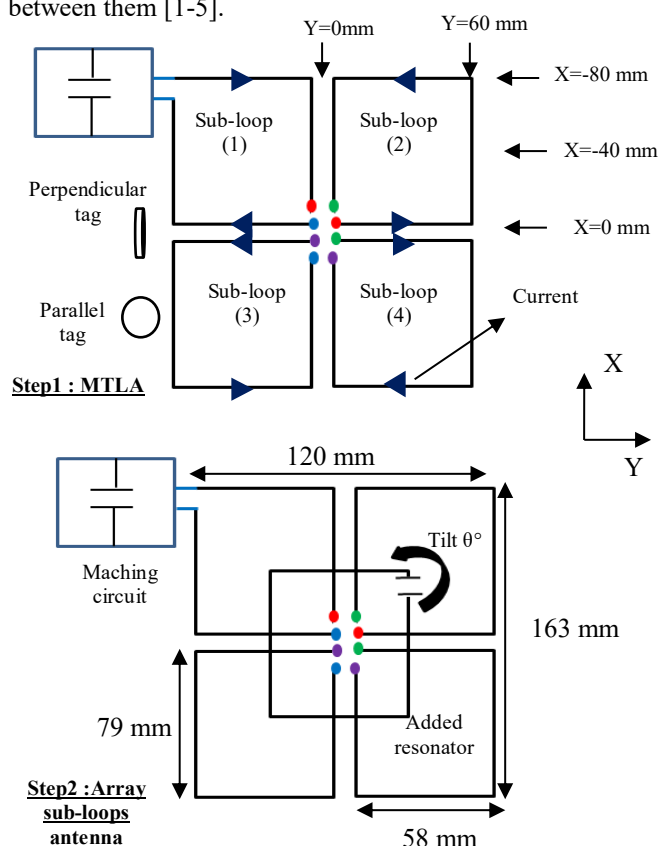 between them [1-5].
Y=0mm
Y=60 mm
X=-80 mm
Sub-loop
(1)
Sub-loop
(2)
X=-40 mm
Perpendicular
tag
X=0 mm
Parallel
tag
Sub-loop
(3)
Sub-loop
(4)
Current
Step1 : MTLA
X
Y
120 mm
Tilt θ°
Maching
circuit
163 mm
79 mm
Added
resonator
Step2 :Array
sub-loops
antenna
58 mm